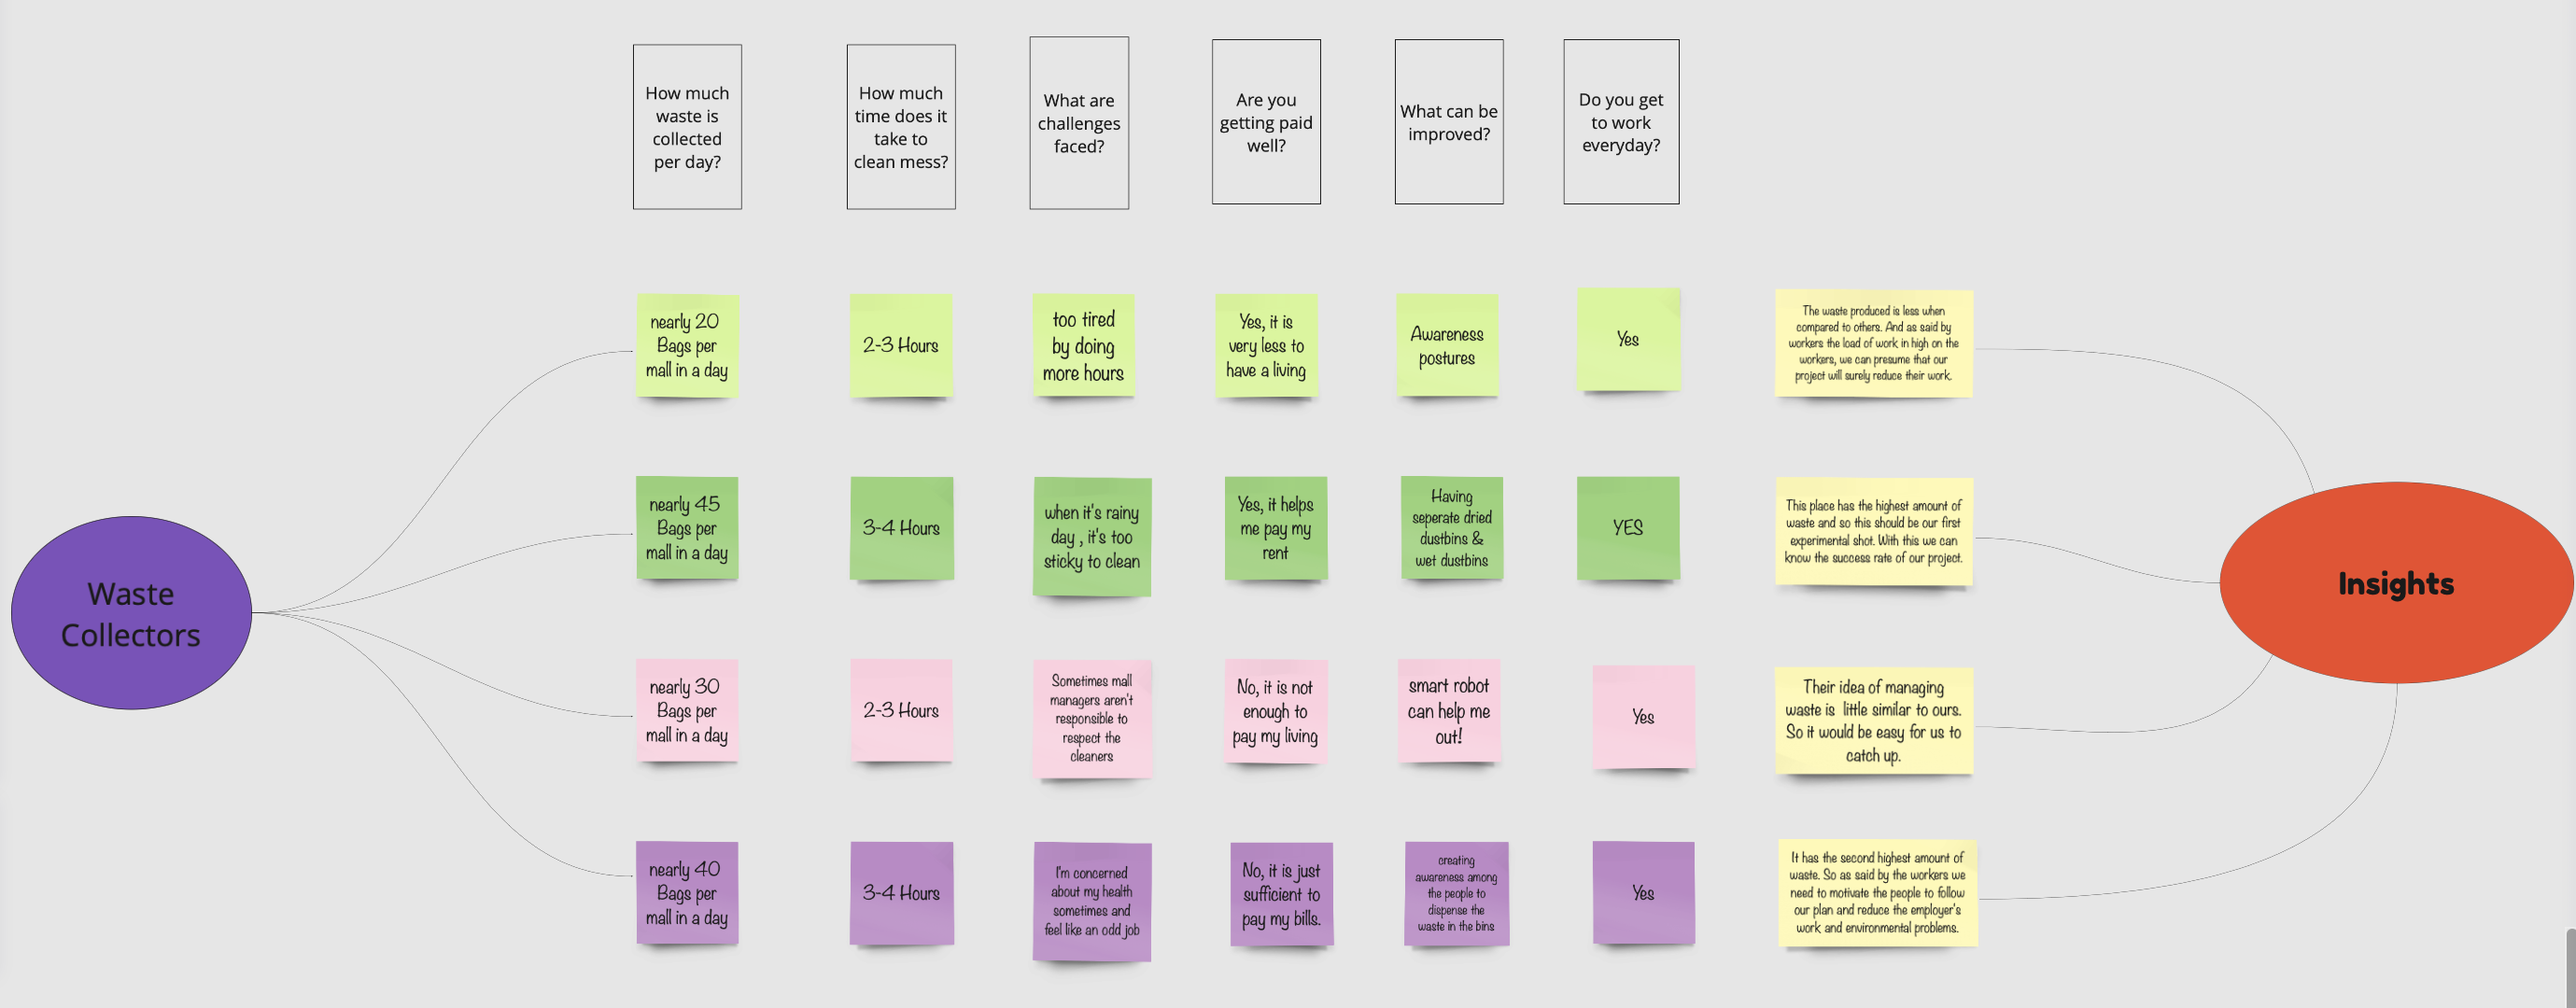 How much
waste is
collected
per day?
How much
time does it
take to
clean mess?
What are
challenges
faced?
Are you
getting paid
well?
What can be
improved?
Do you get
to work
everyday?
Waste
Collectors
nearly 20
Bags per
mall in a day
2-3 Hours
too tired
by doing
more hours
Yes, it is
very less to
have a living
Awareness
postures
Yes
The waste produced is less when
compared to others. And as said by
workers the load of work in high on the
workers, we can presume that our
project will surely reduce their work.
nearly 45
Bags per
mall in a day
3-4 Hours
when it's rainy
day , it's too
sticky to clean
Yes, it helps
me pay my
rent
Having
seperate dried
dustbins &
wet dustbins
YES
This place has the highest amount of
waste and so this should be our first
experimental shot. With this we can
know the success rate of our project.
nearly 30
Bags per
mall in a day
2-3 Hours
Sometimes mall
managers aren't
responsible to
respect the
cleaners
No, it is not
enough to
pay my living
smart robot
can help me
out!
Yes
Their idea of managing
waste is little similar to ours.
So it would be easy for us to
catch up.
nearly 40
Bags per
mall in a day
3-4 Hours
I'm concerned
about my health
sometimes and
feel like an odd job
No, it is just
sufficient to
pay my bills.
creating
awareness among
the people to
dispense the
waste in the bins
Yes
It has the second highest amount of
waste. So as said by the workers we
need to motivate the people to follow
our plan and reduce the employer's
work and environmental problems.
Insights